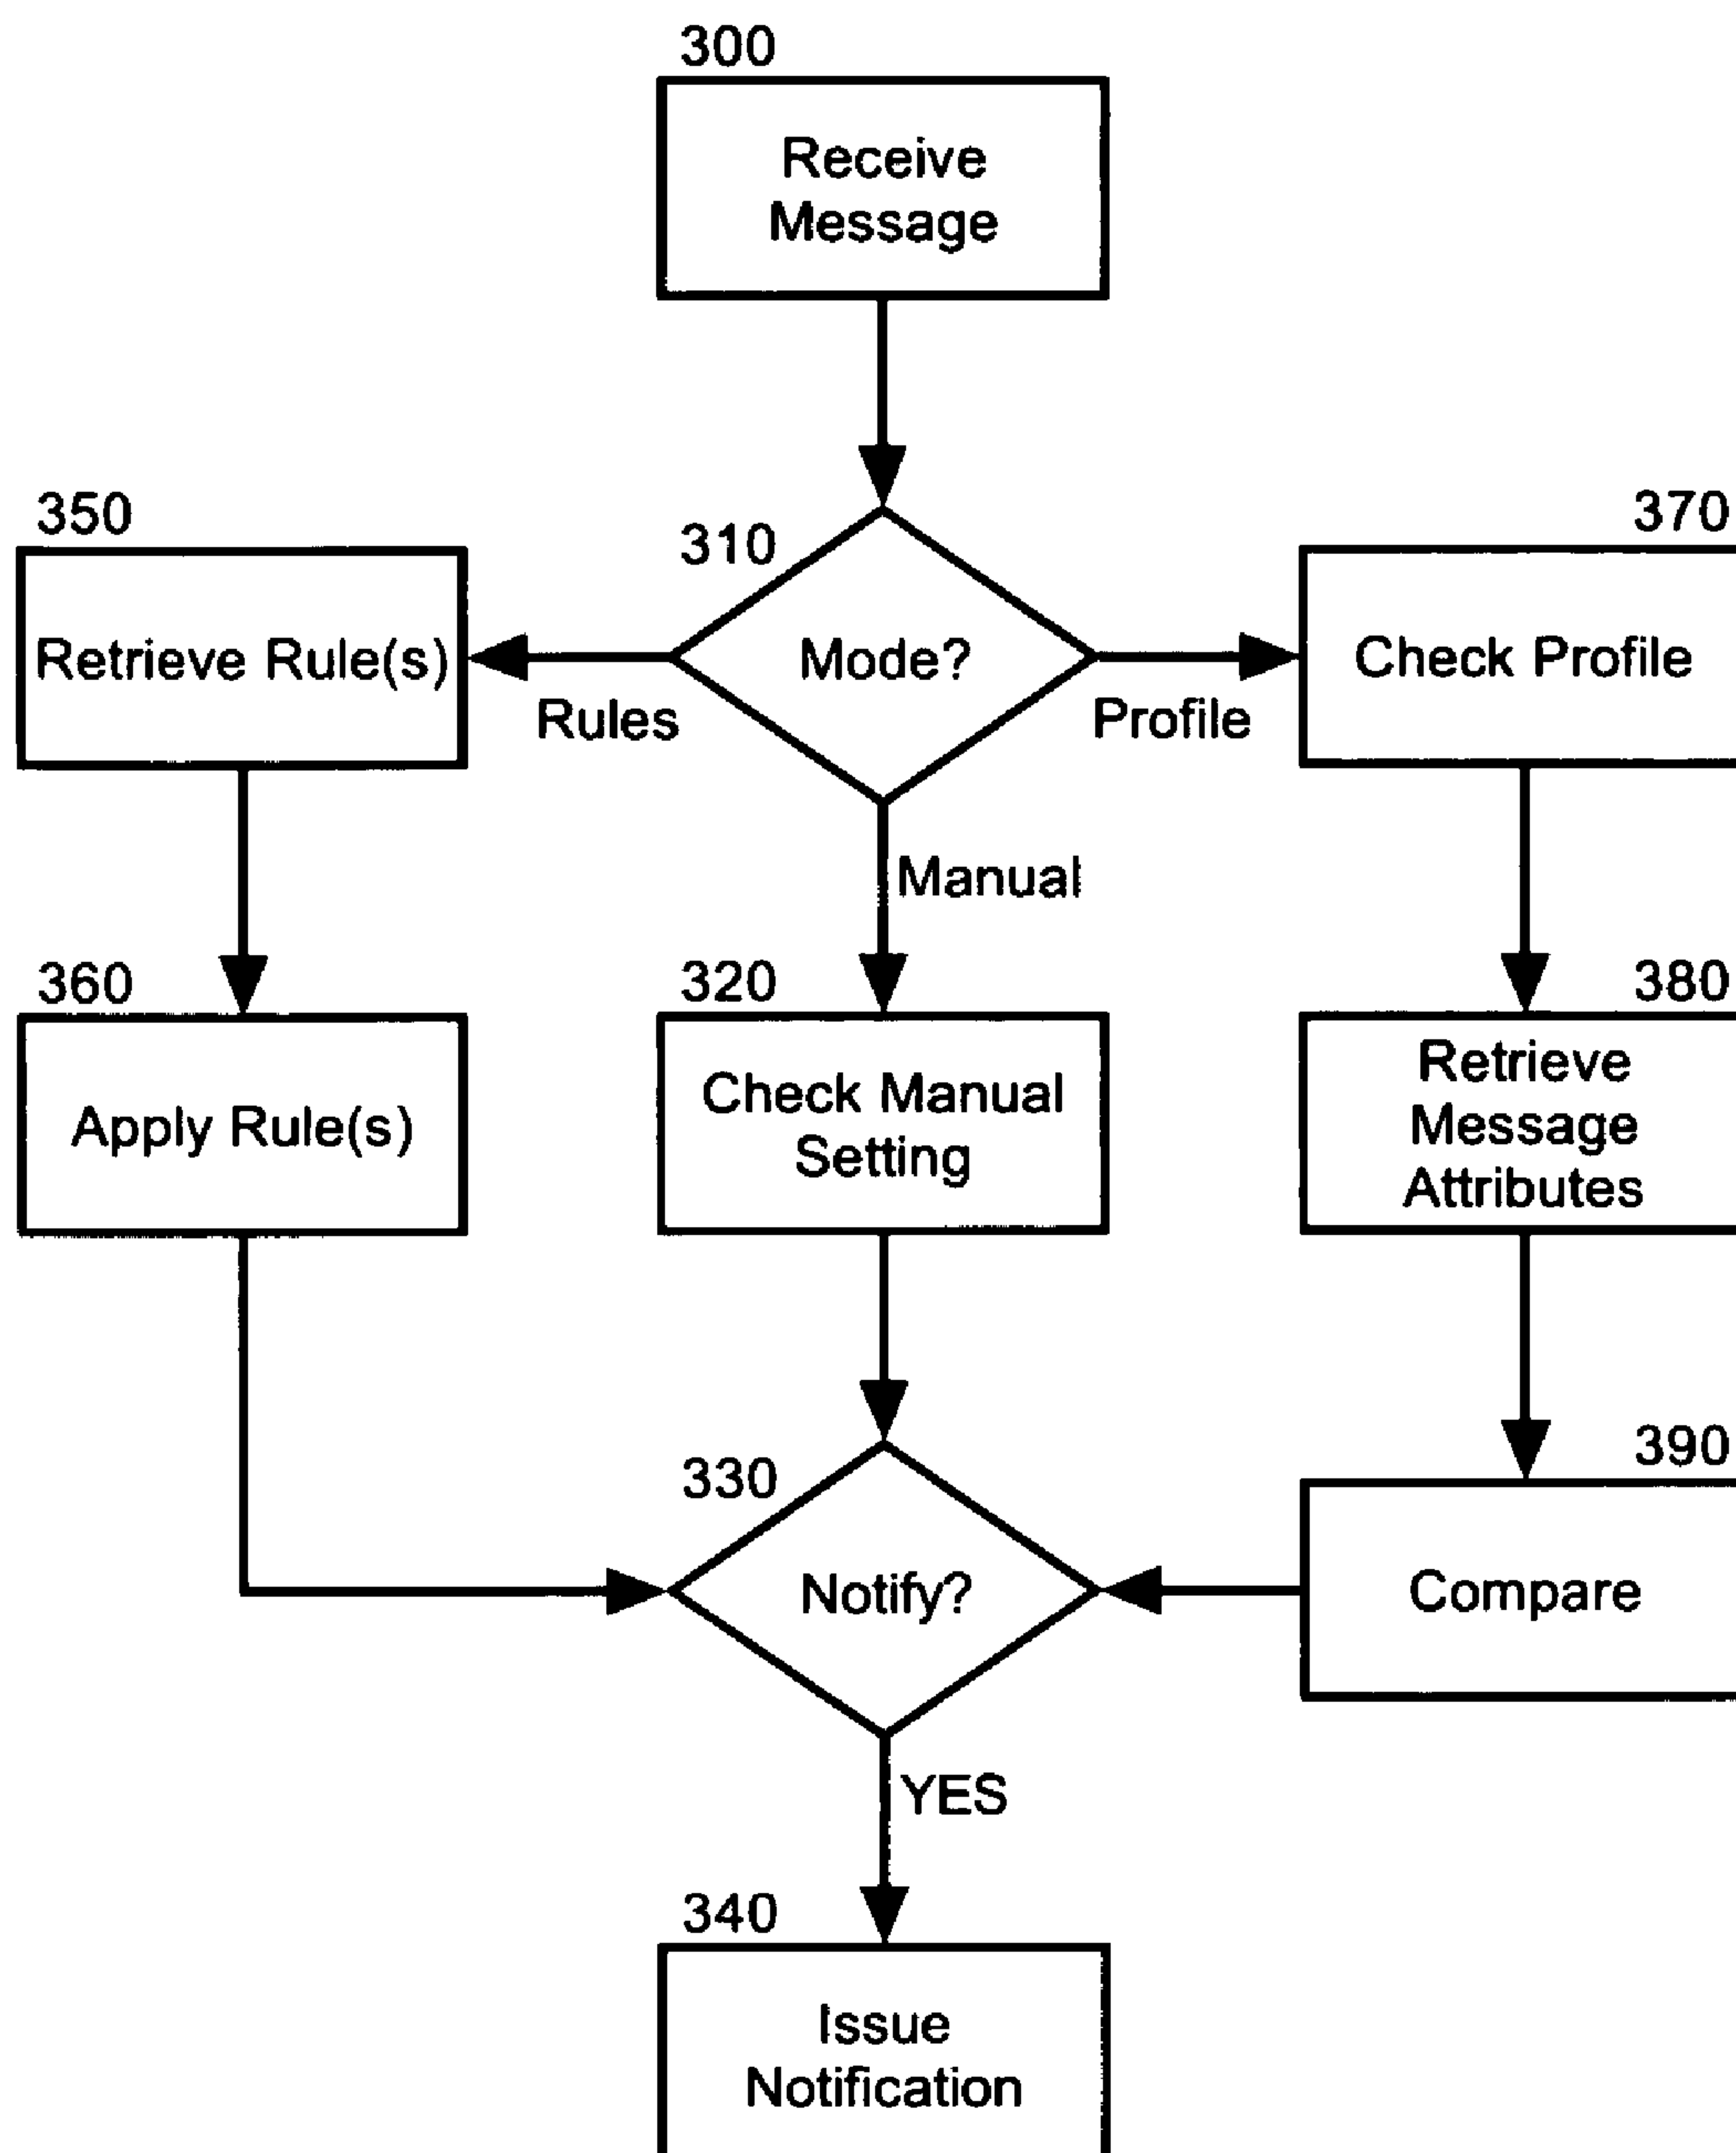 300
Receive
Message
350
310
370
Retrieve Rule(s)
Mode?
Check Profile
Rules
Profile
Manual
360
320
380
Apply Rule(s)
Check Manual
Setting
Retrieve
Message
Attributes
330
390
Notify?
Compare
YES
340
Issue
Notification